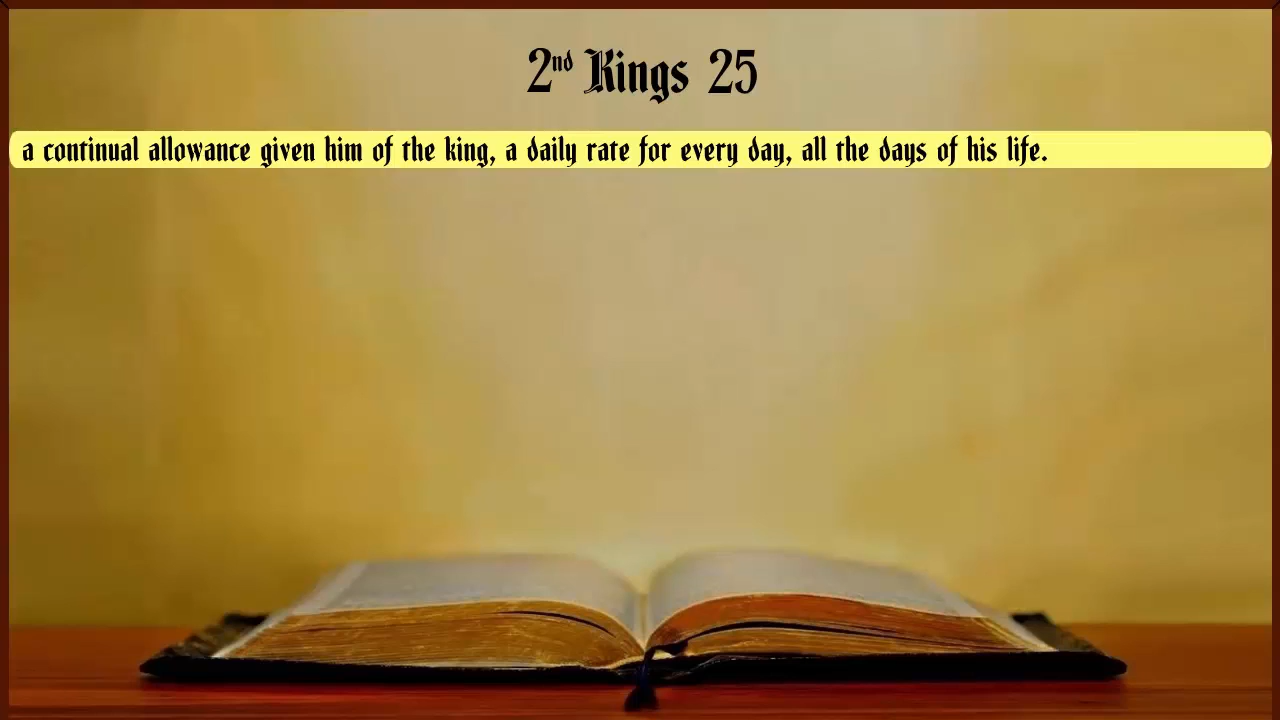 2nd Kings 25
a continual allowance given him of the king, a daily rate for every day, all the days of his life.